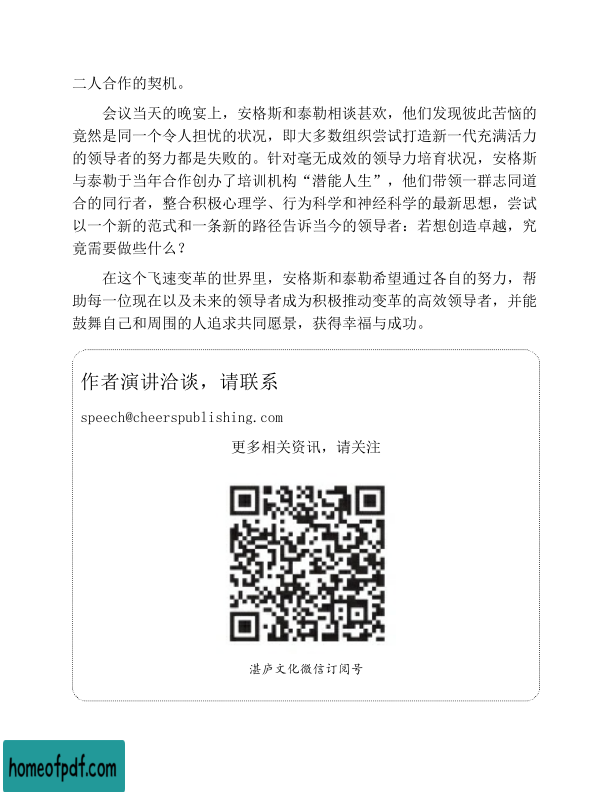 二人合作的契机。
会议当天的晚宴上，安格斯和泰勒相谈甚欢，他们发现彼此苦恼的
竟然是同一个令人担忧的状况，即大多数组织尝试打造新一代充满活力
的领导者的努力都是失败的。针对毫无成效的领导力培育状况，安格斯
与泰勒于当年合作创办了培训机构“潜能人生”，他们带领一群志同道
合的同行者，整合积极心理学、行为科学和神经科学的最新思想，尝试
以一个新的范式和一条新的路径告诉当今的领导者：若想创造卓越，究
竟需要做些什么？
在这个飞速变革的世界里，安格斯和泰勒希望通过各自的努力，帮
助每一位现在以及未来的领导者成为积极推动变革的高效领导者，并能
鼓舞自己和周围的人追求共同愿景，获得幸福与成功。
作者演讲洽谈，请联系
speech@cheerspublishing.com
更多相关资讯，请关注
湛庐文化微信订阅号
homeofpdf.com